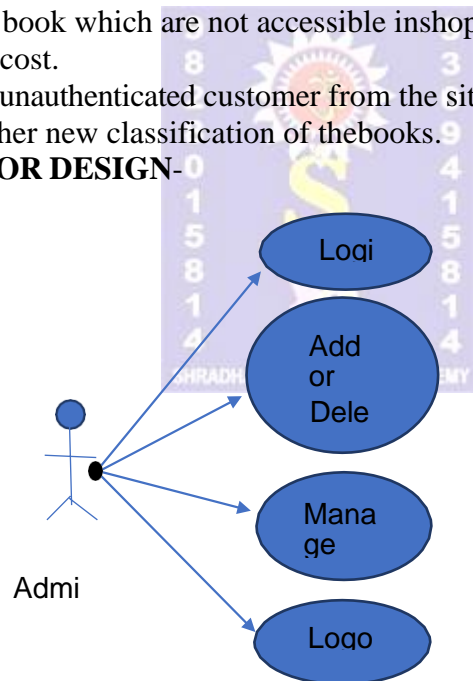 book which are not accessible inshop
cost.
unauthenticated customer from the sit
her new classification of thebooks.
OR DESIGN-
Logi
Add
or
Dele
Mana
ge
Admi
Logo